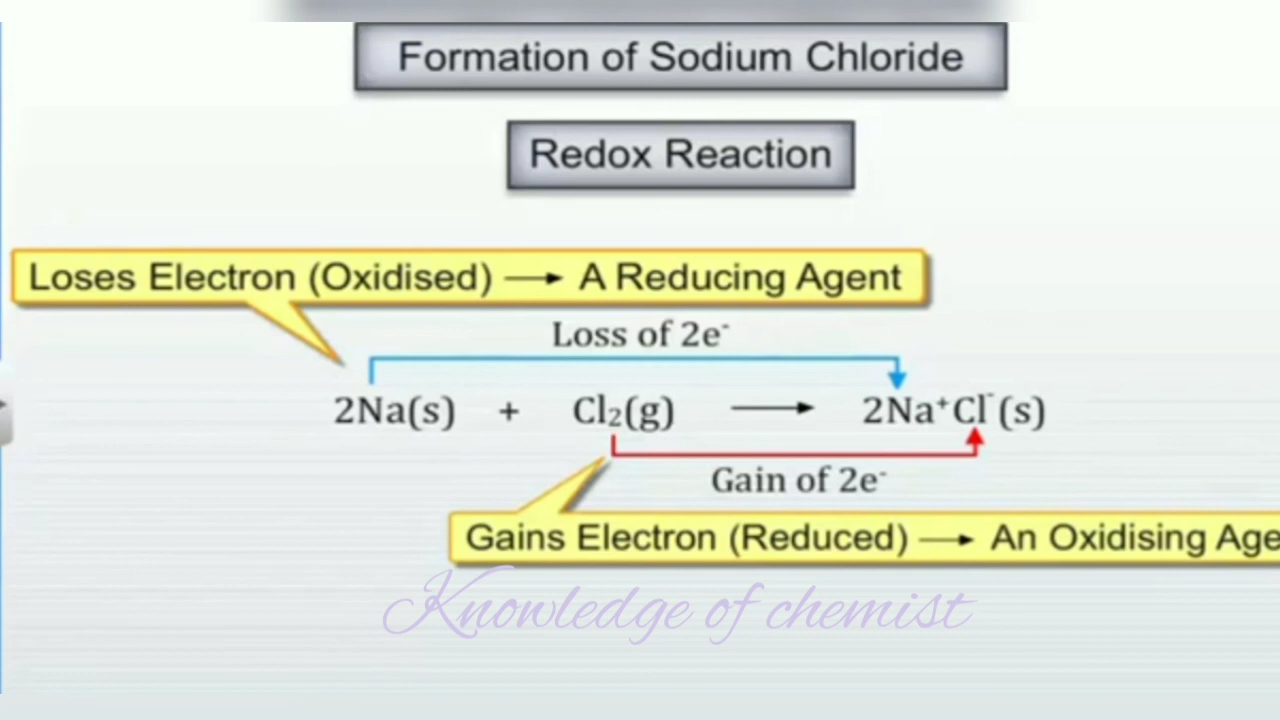 Formation of Sodium Chloride
Redox Reaction
Loses Electron (Oxidised) → A Reducing Agent
Loss of 2e⁻
2Na(s) + Cl₂(g) → 2Na⁺Cl⁻(s)
Gain of 2e⁻
Gains Electron (Reduced) → An Oxidising Age
Knowledge of chemist